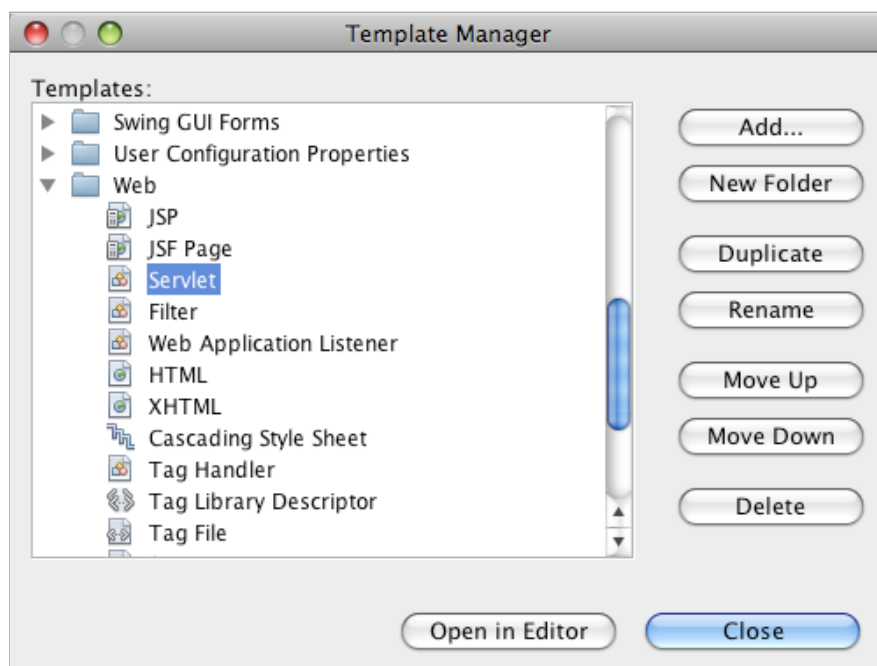 Template Manager
Templates:
Swing GUI Forms
User Configuration Properties
Web
JSP
JSF Page
Servlet
Filter
Web Application Listener
HTML
XHTML
Cascading Style Sheet
Tag Handler
Tag Library Descriptor
Tag File
Add...
New Folder
Duplicate
Rename
Move Up
Move Down
Delete
Open in Editor
Close